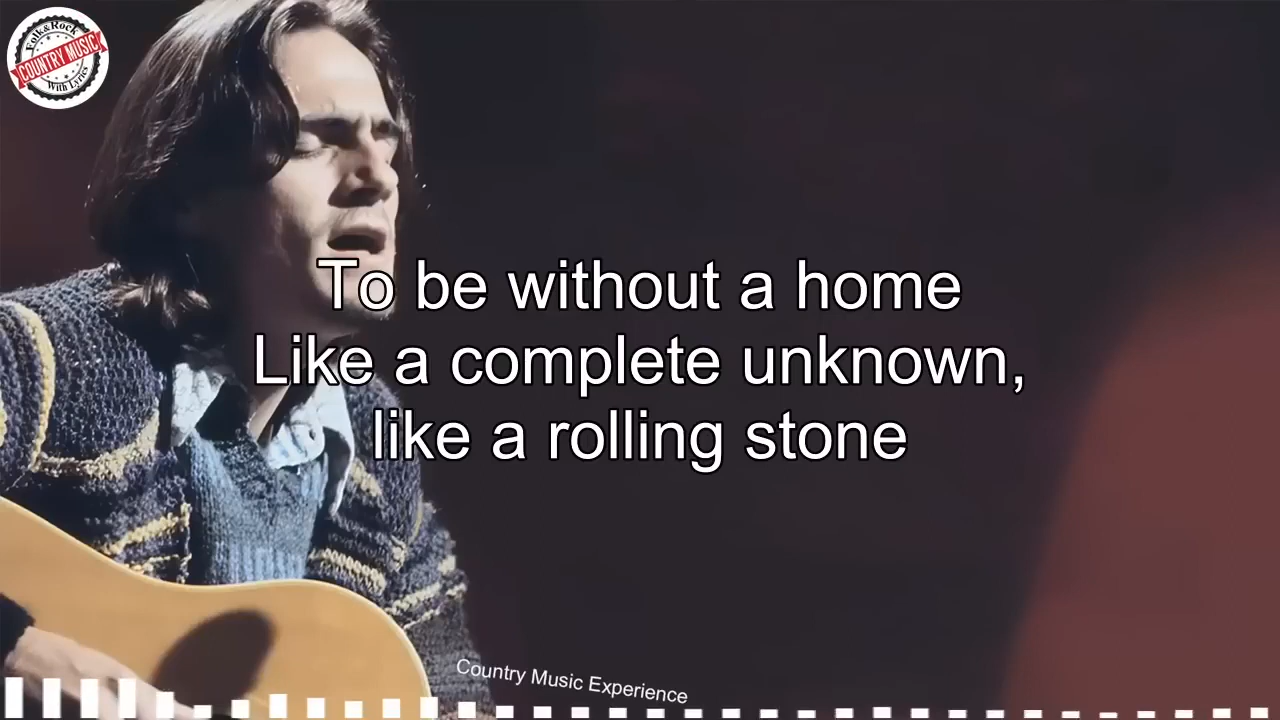 Folk&Rock
COUNTRY MUSIC
With Lyrics
To be without a home
Like a complete unknown,
like a rolling stone
Country Music Experience